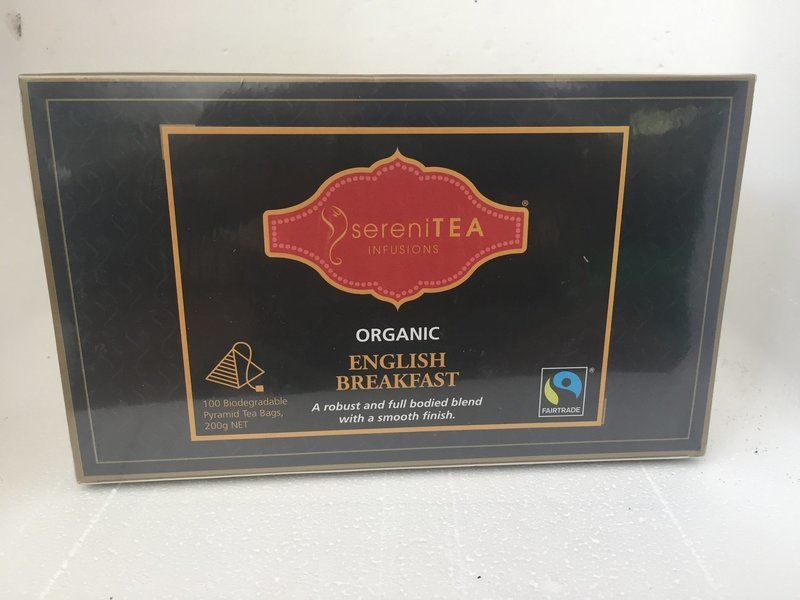 sereniTEA®
INFUSIONS
ORGANIC
ENGLISH
BREAKFAST
A robust and full bodied blend
with a smooth finish.
100 Biodegradable
Pyramid Tea Bags,
200g NET
®
FAIRTRADE